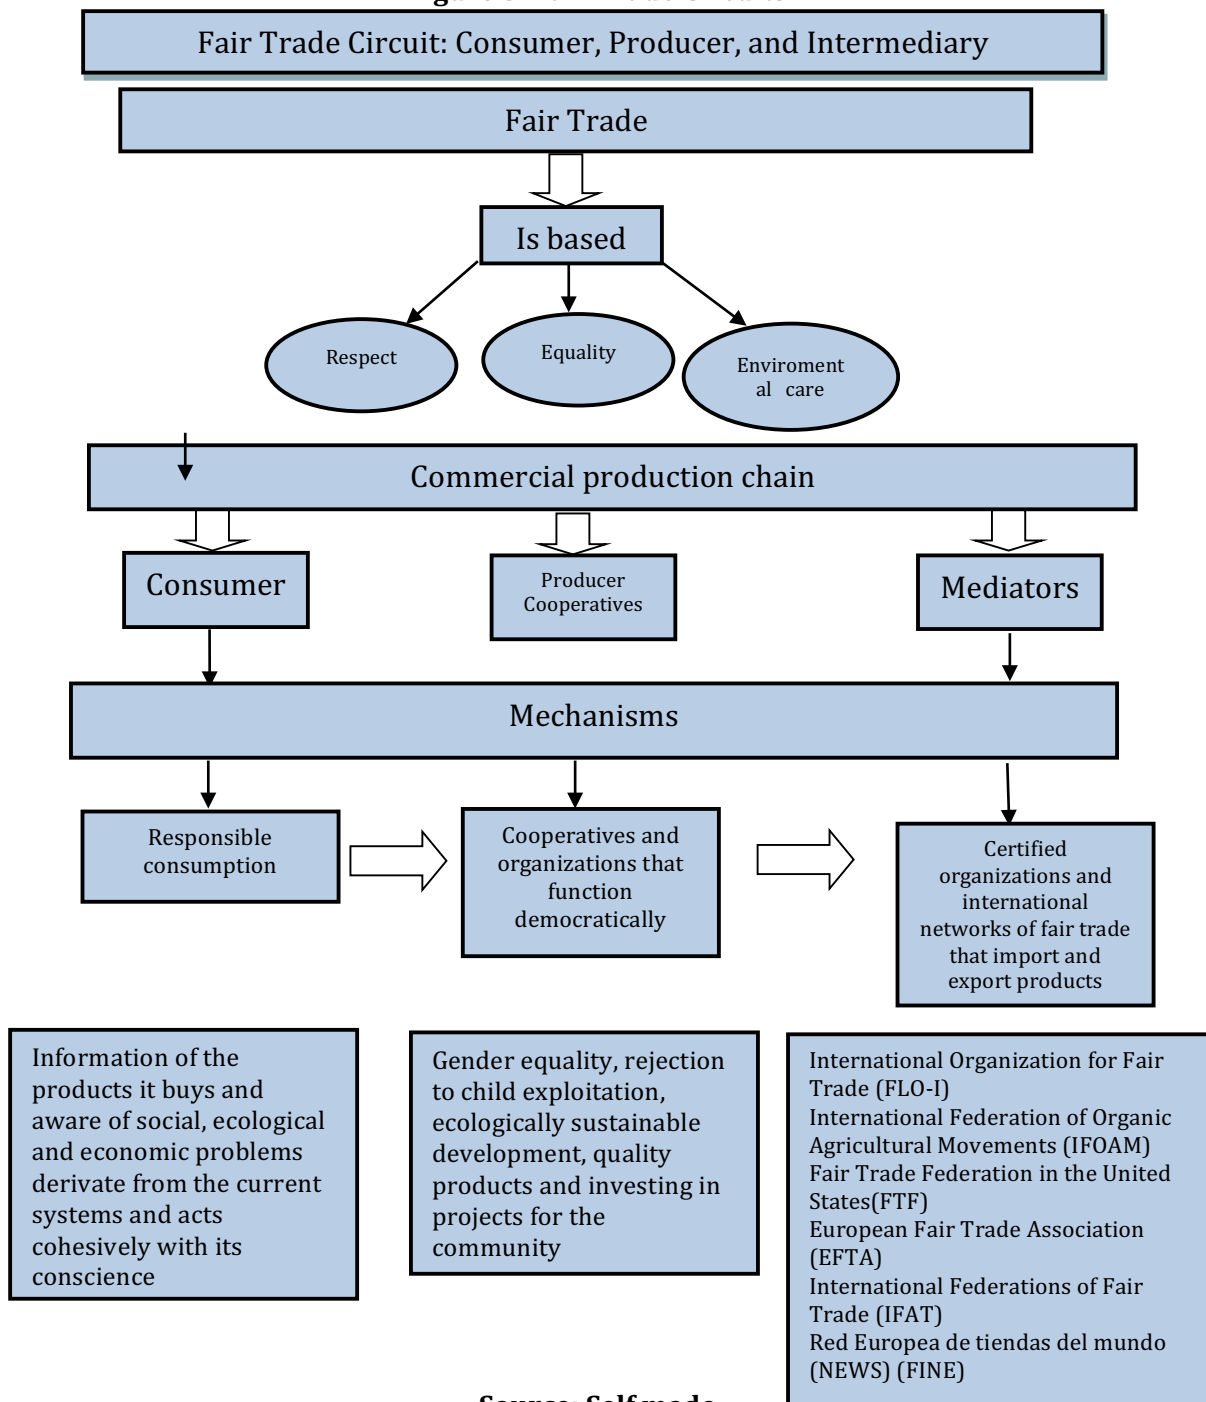 Fair Trade Circuit: Consumer, Producer, and Intermediary
Fair Trade
Is based
Respect
Equality
Enviroment
al care
Commercial production chain
Consumer
Producer
Cooperatives
Mediators
Mechanisms
Responsible
consumption
Cooperatives and
organizations that
function
democratically
Certified
organizations and
international
networks of fair trade
that import and
export products
Information of the
products it buys and
aware of social, ecological
and economic problems
derivate from the current
systems and acts
cohesively with its
conscience
Gender equality, rejection
to child exploitation,
ecologically sustainable
development, quality
products and investing in
projects for the
community
International Organization for Fair
Trade (FLO-I)
International Federation of Organic
Agricultural Movements (IFOAM)
Fair Trade Federation in the United
States(FTF)
European Fair Trade Association
(EFTA)
International Federations of Fair
Trade (IFAT)
Red Europea de tiendas del mundo
(NEWS) (FINE)
Source: Self made